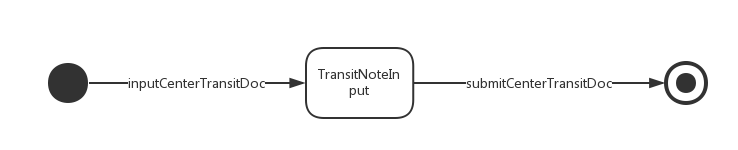 inputCenterTransitDoc
TransitNoteIn
put
submitCenterTransitDoc